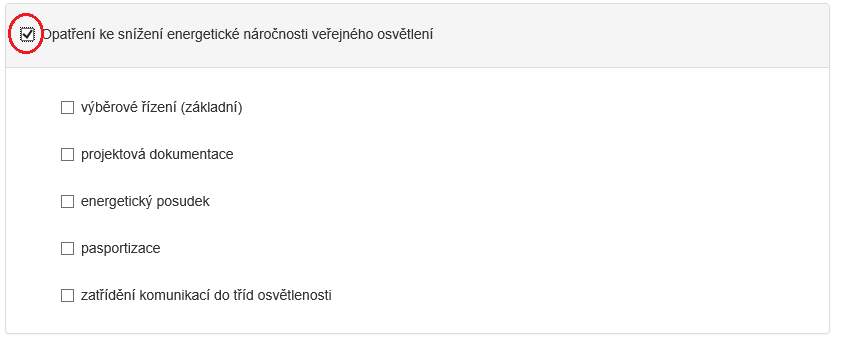 Opatření ke snížení energetické náročnosti veřejného osvětlení
výběrové řízení (základní)
projektová dokumentace
energetický posudek
pasportizace
zatřídění komunikací do tříd osvětlenosti